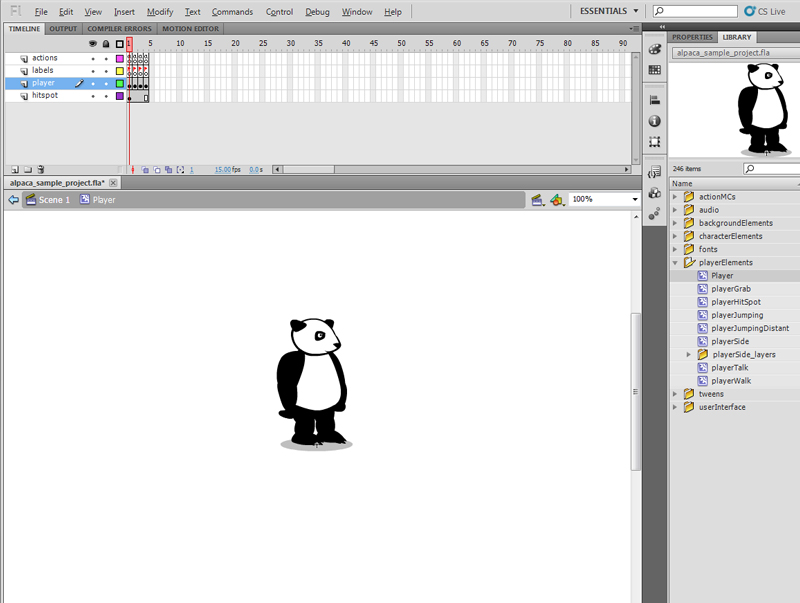 Fl File Edit View Insert Modify Text Commands Control Debug Window Help ESSENTIALS CS Live
TIMELINE OUTPUT COMPILER ERRORS MOTION EDITOR
1 5 10 15 20 25 30 35 40 45 50 55 60 65 70 75 80 85 90
actions
labels
player
hitspot
1 15.00 fps 0.0 s
alpaca_sample_project.fla*
Scene 1 Player 100%
PROPERTIES LIBRARY
alpaca_sample_project.fla
246 items
Name
actionMCs
audio
backgroundElements
characterElements
fonts
playerElements
Player
playerGrab
playerHitSpot
playerJumping
playerJumpingDistant
playerSide
playerSide_layers
playerTalk
playerWalk
tweens
userInterface